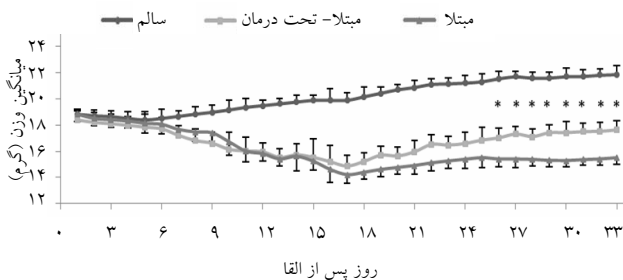 سالم مبتلا- تحت درمان مبتلا
۲۴
۲۲
۲۰
۱۸
۱۶
۱۴
۱۲
میانگین وزن (گرم)
* * * * * * * *
۰ ۳ ۶ ۹ ۱۲ ۱۵ ۱۸ ۲۱ ۲۴ ۲۷ ۳۰ ۳۳
روز پس از القا